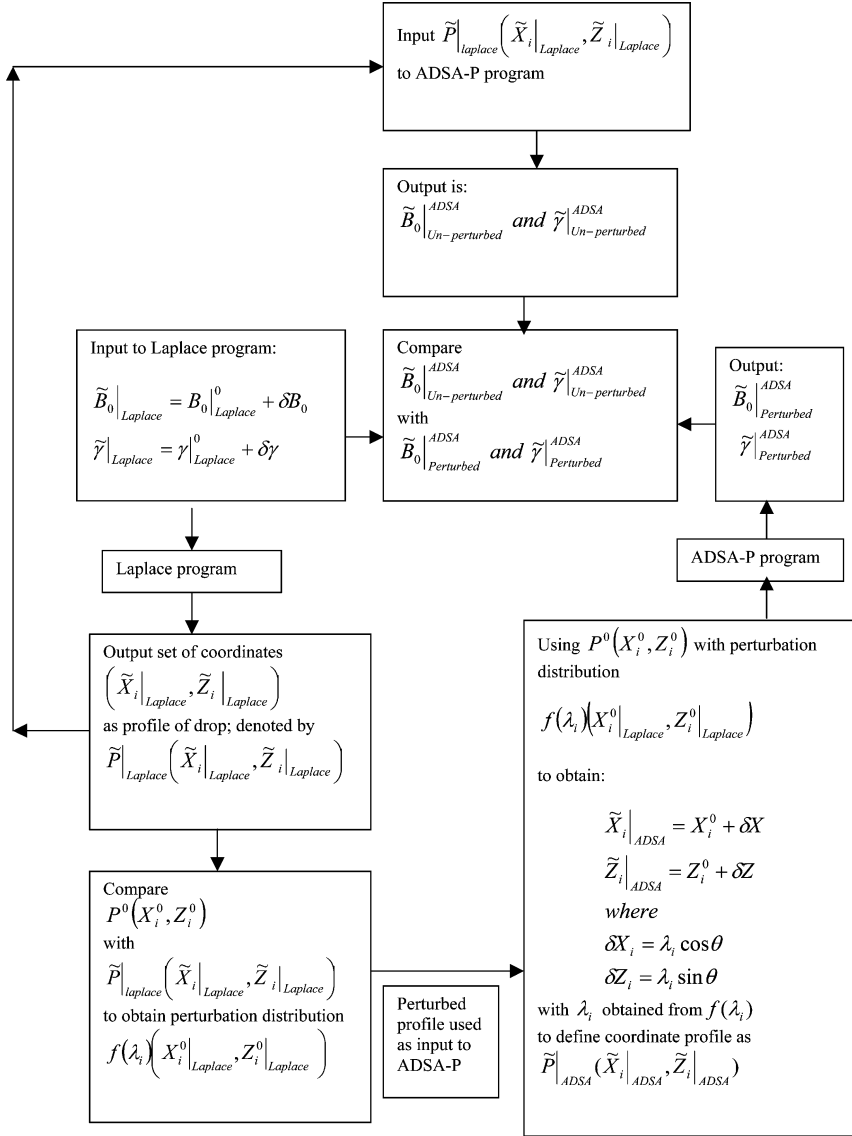 Input P̃|laplace(X̃i|Laplace, Z̃i|Laplace)
to ADSA-P program
Output is:
B̃0|ADSA Un-perturbed and γ̃|ADSA Un-perturbed
Input to Laplace program:
B̃0|Laplace = B0|0 Laplace + δB0
γ̃|Laplace = γ|0 Laplace + δγ
Compare
B̃0|ADSA Un-perturbed and γ̃|ADSA Un-perturbed
with
B̃0|ADSA Perturbed and γ̃|ADSA Perturbed
Output:
B̃0|ADSA Perturbed
γ̃|ADSA Perturbed
Laplace program
ADSA-P program
Output set of coordinates
(X̃i|Laplace, Z̃i|Laplace)
as profile of drop; denoted by
P̃|Laplace(X̃i|Laplace, Z̃i|Laplace)
Compare
P0(Xi0, Zi0)
with
P̃|laplace(X̃i|Laplace, Z̃i|Laplace)
to obtain perturbation distribution
f(λi)(Xi0|Laplace, Zi0|Laplace)
Perturbed
profile used
as input to
ADSA-P
Using P0(Xi0, Zi0) with perturbation
distribution
f(λi)(Xi0|Laplace, Zi0|Laplace)
to obtain:
X̃i|ADSA = Xi0 + δX
Z̃i|ADSA = Zi0 + δZ
where
δXi = λi cosθ
δZi = λi sinθ
with λi obtained from f(λi)
to define coordinate profile as
P̃|ADSA(X̃i|ADSA, Z̃i|ADSA)